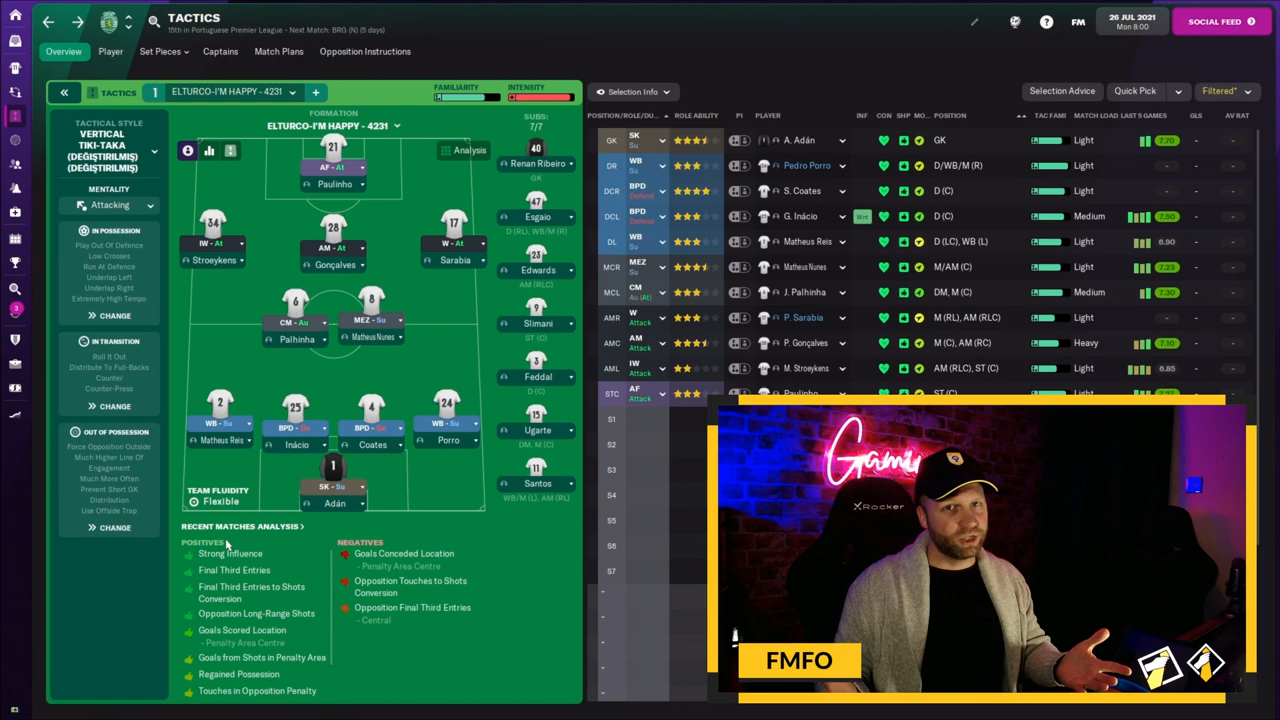 TACTICS
15th in Portuguese Premier League - Next Match: BRG (N) (5 days)
FM
26 JUL 2021
Mon 8:00
SOCIAL FEED
Overview
Player
Set Pieces
Captains
Match Plans
Opposition Instructions
TACTICS
1
ELTURCO-I'M HAPPY - 4231
FAMILIARITY
INTENSITY
TACTICAL STYLE
VERTICAL
TIKI-TAKA
(DEĞIŞTIRILMIŞ)
(DEĞIŞTIRILMIŞ)
MENTALITY
Attacking
IN POSSESSION
Play Out Of Defence
Low Crosses
Run At Defence
Underlap Left
Underlap Right
Extremely High Tempo
CHANGE
IN TRANSITION
Roll It Out
Distribute To Full-Backs
Counter
Counter-Press
CHANGE
OUT OF POSSESSION
Force Opposition Outside
Much Higher Line Of
Engagement
Much More Often
Prevent Short GK
Distribution
Use Offside Trap
CHANGE
FORMATION
ELTURCO-I'M HAPPY - 4231
Analysis
21
AF - At
Paulinho
34
IW - At
Stroeykens
28
AM - At
Gonçalves
17
W - At
Sarabia
6
CM - Au
Palhinha
8
MEZ - Su
Matheus Nunes
2
WB - Su
Matheus Reis
25
BPD - De
Inácio
4
BPD - De
Coates
24
WB - Su
Porro
1
SK - Su
Adán
TEAM FLUIDITY
Flexible
SUBS:
7/7
40
Renan Ribeiro
GK
47
Esgaio
D (RL), WB/M (R)
23
Edwards
AM (RLC)
9
Slimani
ST (C)
3
Feddal
D (C)
15
Ugarte
DM, M (C)
11
Santos
WB/M (L), AM (RL)
RECENT MATCHES ANALYSIS
POSITIVES
Strong Influence
Final Third Entries
Final Third Entries to Shots
Conversion
Opposition Long-Range Shots
Goals Scored Location
- Penalty Area Centre
Goals from Shots in Penalty Area
Regained Possession
Touches in Opposition Penalty
NEGATIVES
Goals Conceded Location
- Penalty Area Centre
Opposition Touches to Shots
Conversion
Opposition Final Third Entries
- Central
Selection Info
Selection Advice
Quick Pick
Filtered*
POSITION/ROLE/DU... ROLE ABILITY PI PLAYER INF CON SHP MO... POSITION TAC FAMI MATCH LOAD LAST 5 GAMES GLS AV RAT
GK SK Su A. Adán GK Light 7.70 - -
DR WB Su Pedro Porro D/WB/M (R) Light - - -
DCR BPD Defend S. Coates D (C) Light - - -
DCL BPD Defend G. Inácio Wnt D (C) Medium 7.50 - -
DL WB Su Matheus Reis D (LC), WB (L) Light 6.90 - -
MCR MEZ Su Matheus Nunes M/AM (C) Light 7.23 - -
MCL CM Au (At) J. Palhinha DM, M (C) Medium 7.30 - -
AMR W Attack P. Sarabia M (RL), AM (RLC) Light - - -
AMC AM Attack P. Gonçalves M (C), AM (RC) Heavy 7.10 - -
AML IW Attack M. Stroeykens AM (RLC), ST (C) Light 6.85 - -
STC AF Attack Paulinho ST (C) Light - -
S1
S2
S3
S4
S5
S6
S7
XROCKER
FMFO